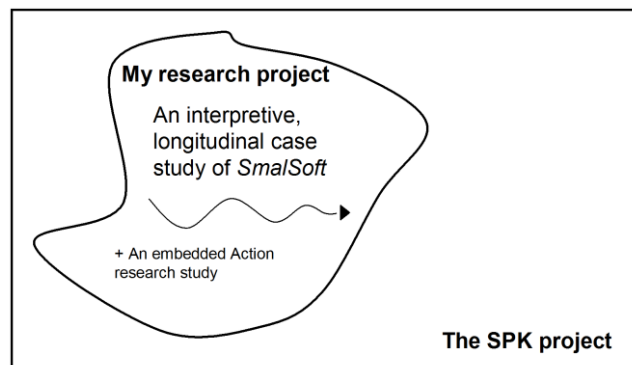 My research project
An interpretive,
longitudinal case
study of SmalSoft
+ An embedded Action
research study
The SPK project